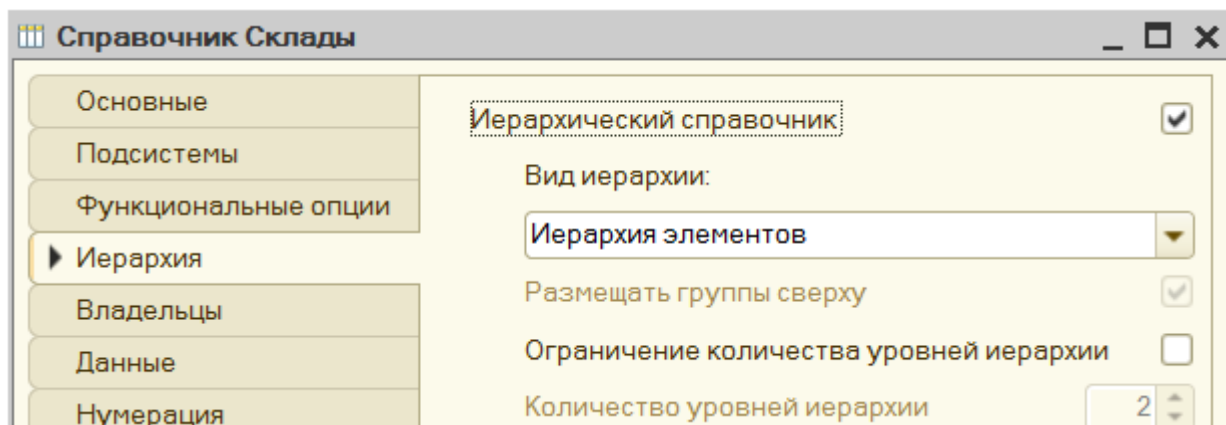 Справочник Склады
Основные
Подсистемы
Функциональные опции
Иерархия
Владельцы
Данные
Нумерация
Иерархический справочник
Вид иерархии:
Иерархия элементов
Размещать группы сверху
Ограничение количества уровней иерархии
Количество уровней иерархии 2